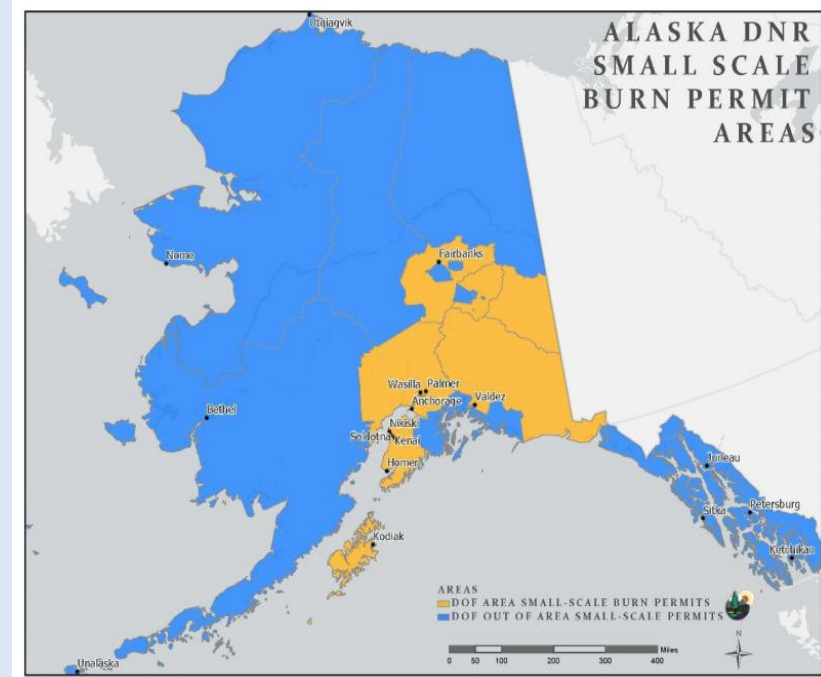 ALASKA DNR
SMALL SCALE
BURN PERMIT
AREAS
Utqiagvik
Fairbanks
Nome
Wasilla
Palmer
Anchorage
Valdez
Bethel
Nikiski
Soldotna
Kenai
Homer
Juneau
Sitka
Petersburg
Kodiak
Ketchikan
AREAS
DOF AREA SMALL-SCALE BURN PERMITS
DOF OUT OF AREA SMALL-SCALE PERMITS
N
Miles
0 50 100 200 300 400
Unalaska